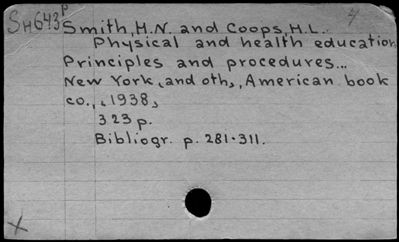 SH643p Smith, H.N. and Coops, H.L. 4
Physical and health education
Principles and procedures...
New York, and oth., American book
co., c1938,
323 p.
Bibliogr. p. 281-311.
X